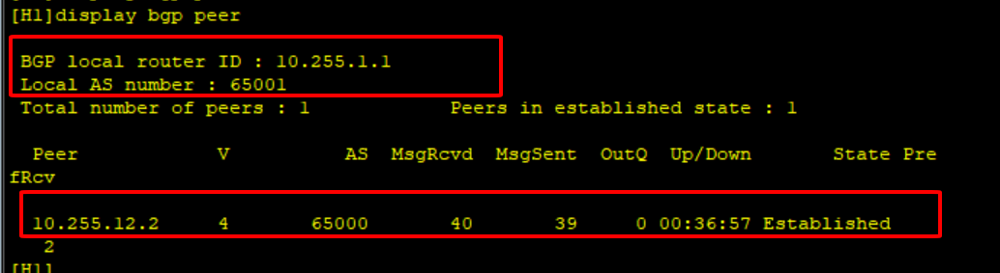 [H1]display bgp peer
BGP local router ID : 10.255.1.1
Local AS number : 65001
Total number of peers : 1 Peers in established state : 1
Peer V AS MsgRcvd MsgSent OutQ Up/Down State Pre
fRcv
10.255.12.2 4 65000 40 39 0 00:36:57 Established
2
[H1]